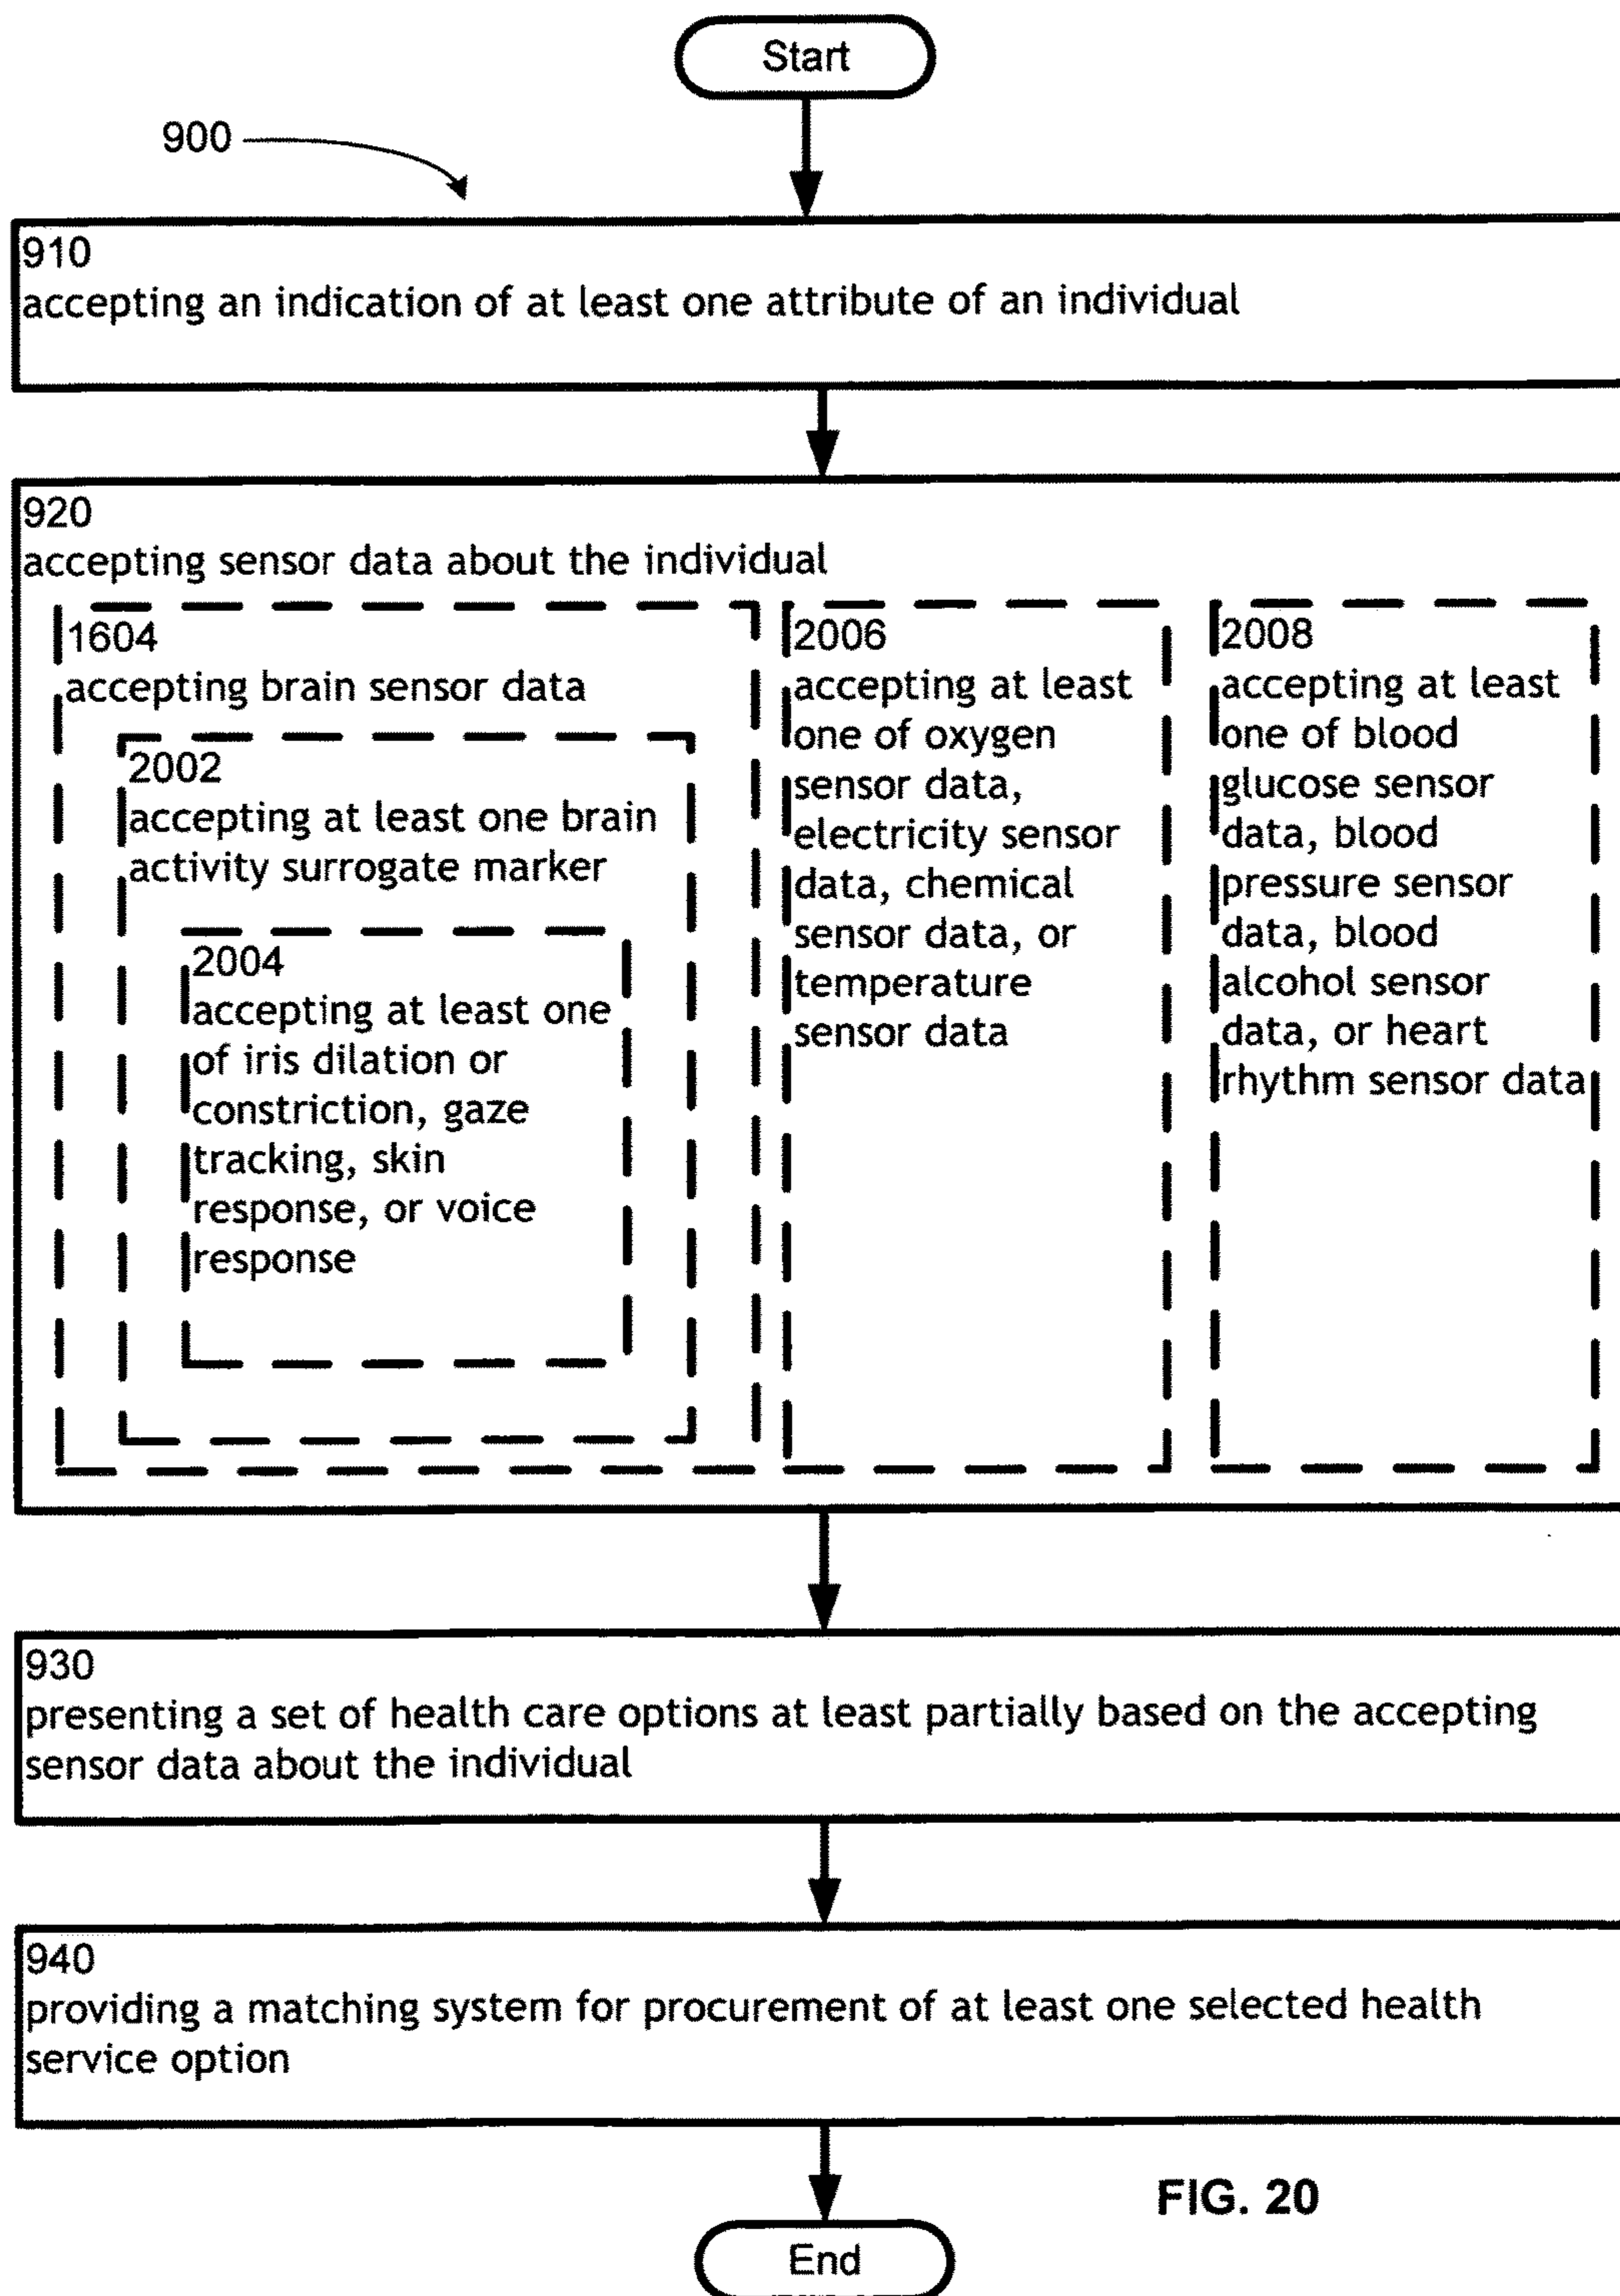 Start
900
910
accepting an indication of at least one attribute of an individual
920
accepting sensor data about the individual
1604
accepting brain sensor data
2002
accepting at least one brain
activity surrogate marker
2004
accepting at least one
of iris dilation or
constriction, gaze
tracking, skin
response, or voice
response
2006
accepting at least
one of oxygen
sensor data,
electricity sensor
data, chemical
sensor data, or
temperature
sensor data
2008
accepting at least
one of blood
glucose sensor
data, blood
pressure sensor
data, blood
alcohol sensor
data, or heart
rhythm sensor data
930
presenting a set of health care options at least partially based on the accepting
sensor data about the individual
940
providing a matching system for procurement of at least one selected health
service option
FIG. 20
End